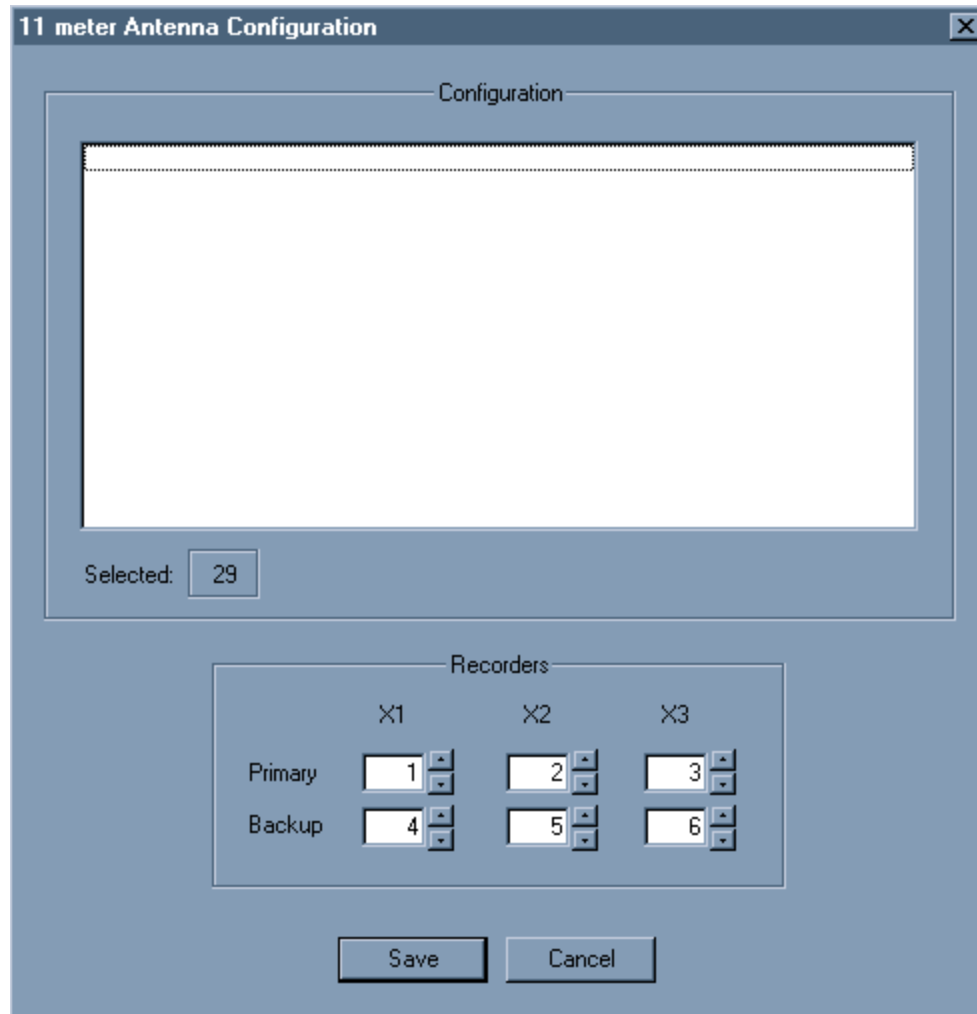 11 meter Antenna Configuration
Configuration
Selected: 29
Recorders
X1 X2 X3
Primary 1 2 3
Backup 4 5 6
Save Cancel